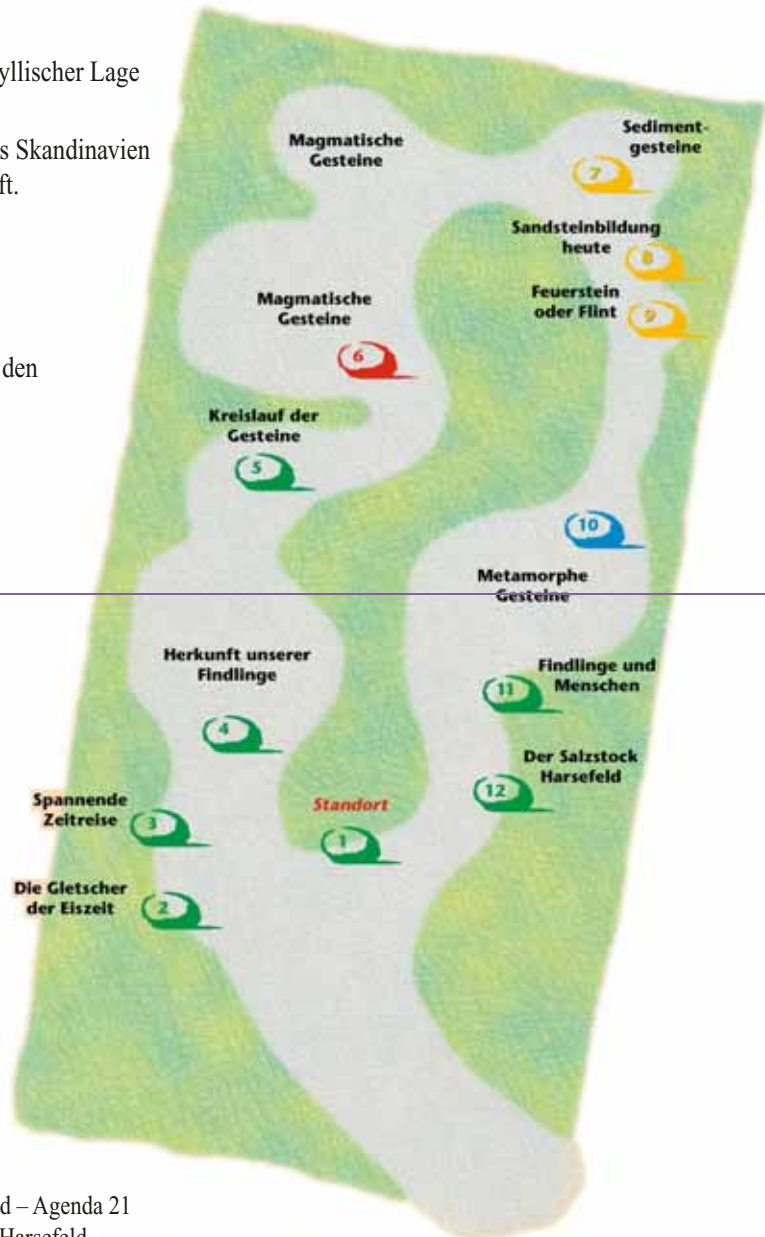 yllischer Lage
s Skandinavien
ft.
den
Magmatische
Gesteine
Sediment-
gesteine
7
Sandsteinbildung
heute
8
Feuerstein
oder Flint
9
Magmatische
Gesteine
6
Kreislauf der
Gesteine
5
10
Metamorphe
Gesteine
Herkunft unserer
Findlinge
4
Findlinge und
Menschen
11
Der Salzstock
Harsefeld
12
Spannende
Zeitreise
3
Standort
1
Die Gletscher
der Eiszeit
2
d – Agenda 21
Harsefeld